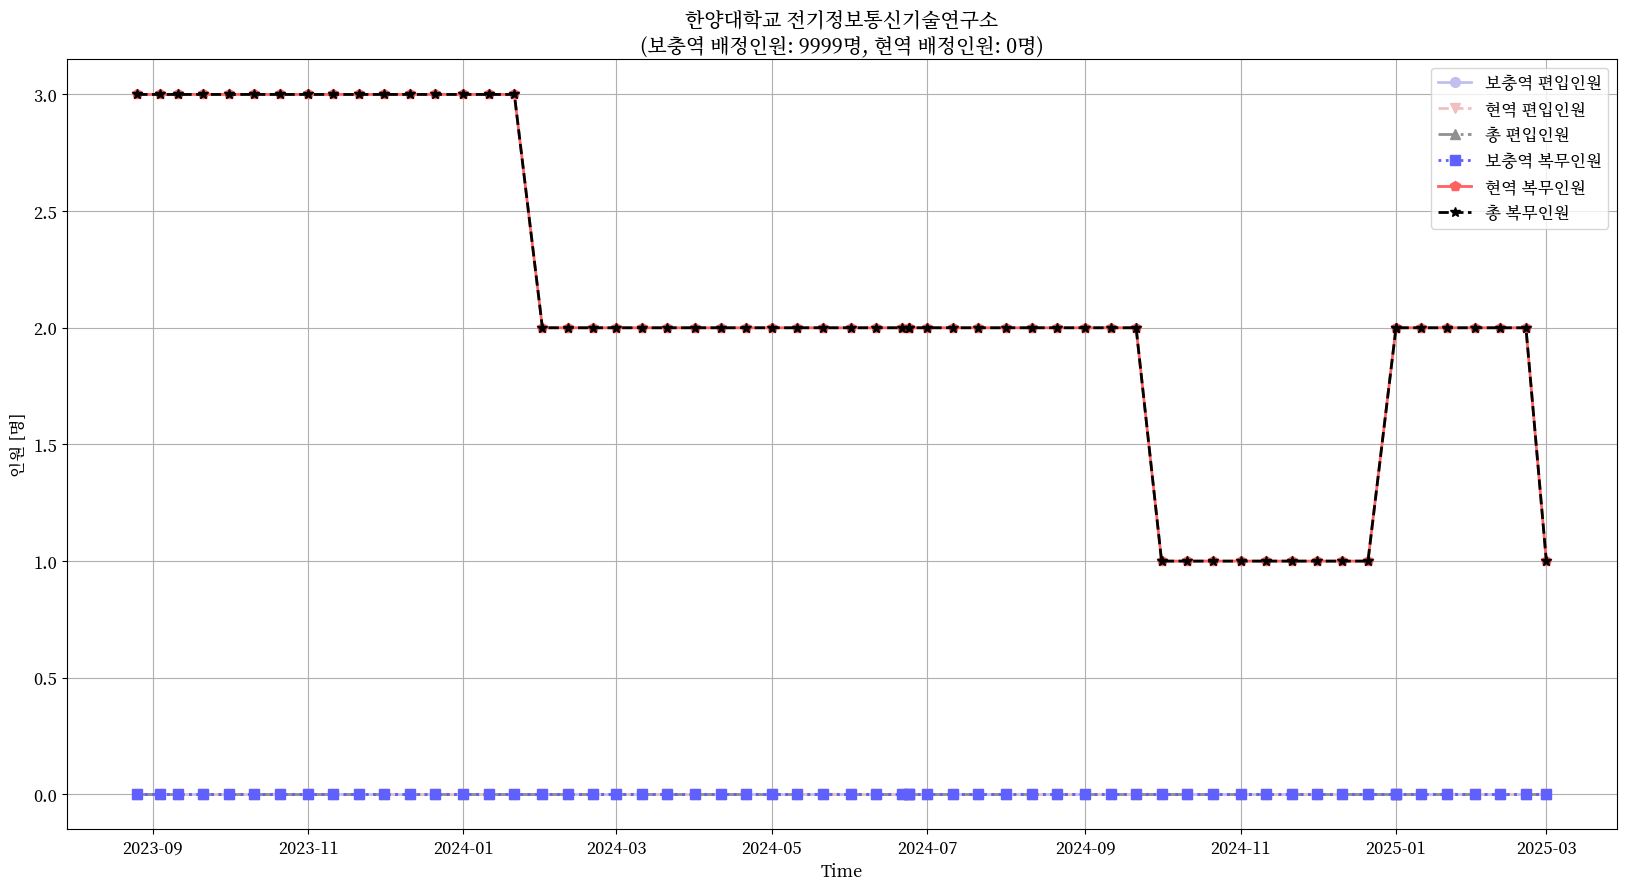 한양대학교 전기정보통신기술연구소
(보충역 배정인원: 9999명, 현역 배정인원: 0명)
보충역 편입인원
현역 편입인원
총 편입인원
보충역 복무인원
현역 복무인원
총 복무인원
3.0
2.5
2.0
1.5
1.0
0.5
0.0
인원 [명]
2023-09 2023-11 2024-01 2024-03 2024-05 2024-07 2024-09 2024-11 2025-01 2025-03
Time